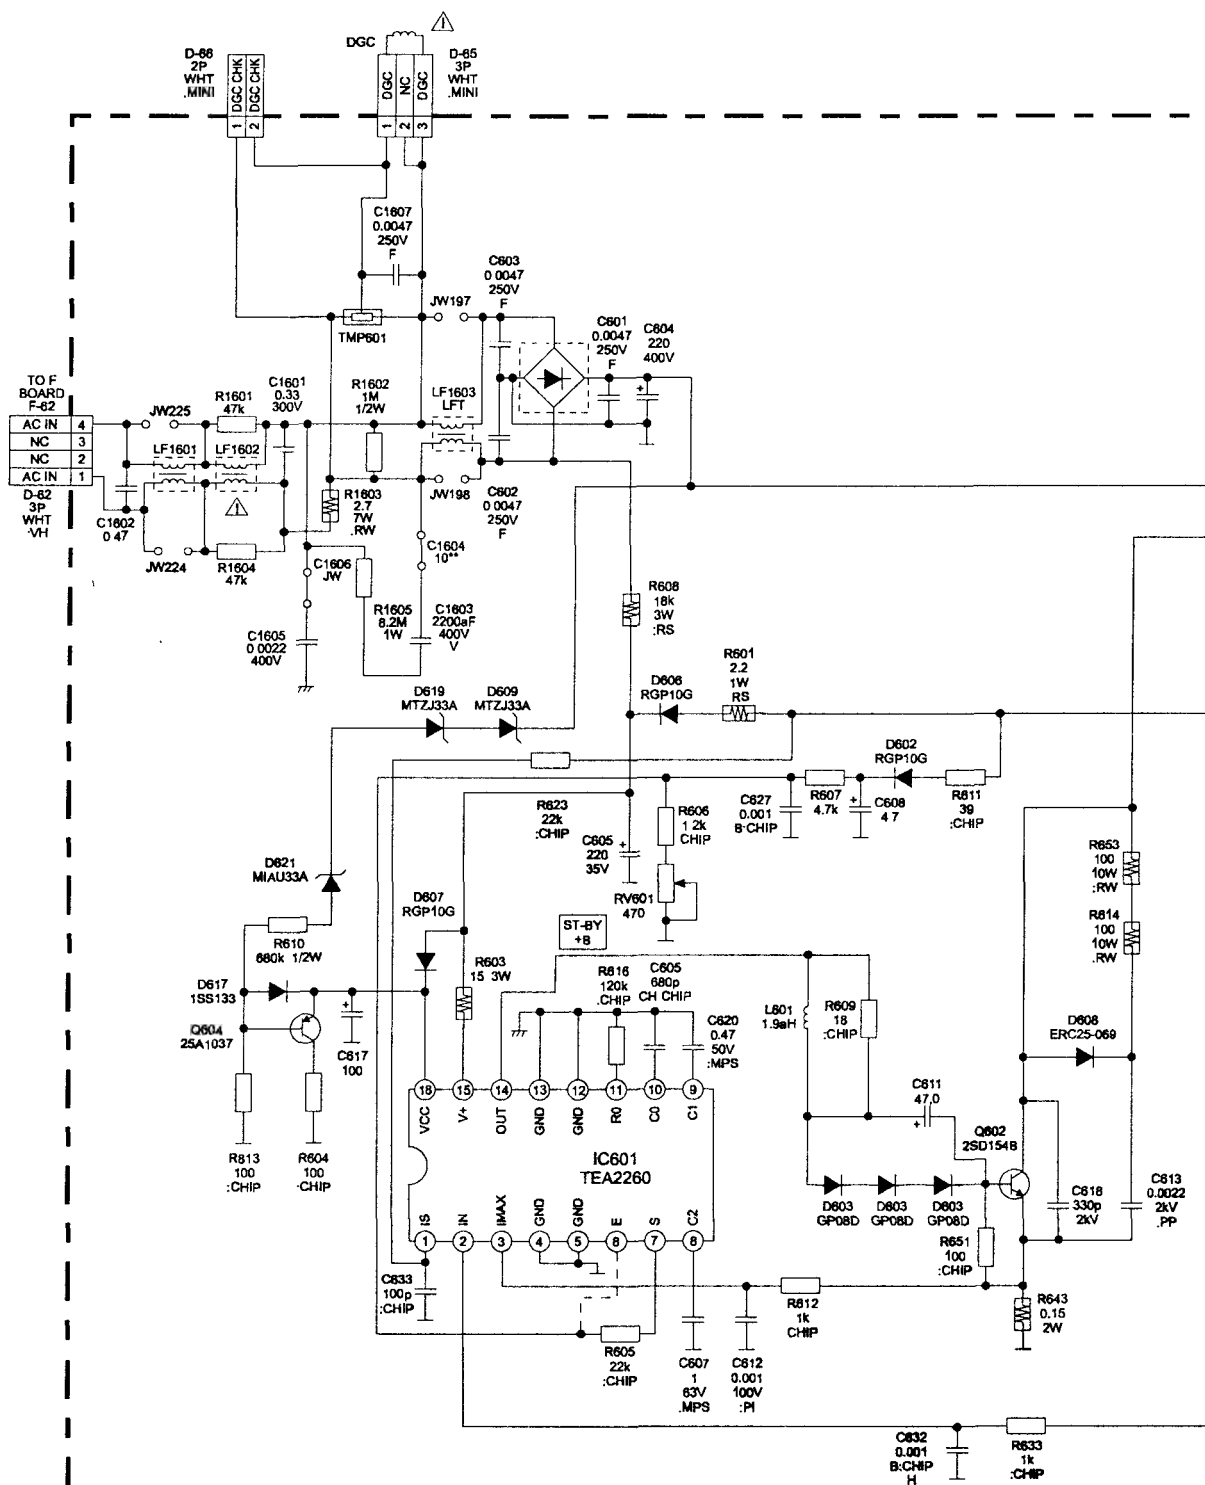 DGC
D-66
2P
WHT
.MINI
DGC CHK
DGC CHK
1
2
DGC
NC
DGC
1
2
3
D-65
3P
WHT
.MINI
C1607
0.0047
250V
F
C603
0 0047
250V
F
JW197
TMP601
C601
0.0047
250V
F
C604
220
400V
TO F
BOARD
F-62
AC IN 4
NC 3
NC 2
AC IN 1
D-62
3P
WHT
:VH
JW225
R1601
47k
C1601
0.33
300V
R1602
1M
1/2W
LF1603
LFT
LF1601
LF1602
C1602
0 47
JW224
R1604
47k
R1603
2.7
7W
.RW
JW198
C602
0 0047
250V
F
C1606
JW
C1604
10**
R1605
8.2M
1W
C1603
2200aF
400V
V
C1605
0 0022
400V
R608
18k
3W
:RS
R601
2.2
1W
RS
D606
RGP10G
D619
MTZJ33A
D609
MTZJ33A
D602
RGP10G
R623
22k
:CHIP
R606
1 2k
CHIP
C627
0.001
B:CHIP
R607
4.7k
C608
4 7
R611
39
:CHIP
C605
220
35V
RV601
470
R653
100
10W
:RW
R614
100
10W
.RW
D621
MIAU33A
D607
RGP10G
ST-BY
+B
R610
680k 1/2W
R603
15 3W
R616
120k
.CHIP
C605
680p
CH CHIP
D617
1SS133
Q604
25A1037
C617
100
C620
0.47
50V
:MPS
L601
1.9aH
R609
18
:CHIP
D608
ERC25-069
18
15
14
13
12
11
10
9
VCC
V+
OUT
GND
GND
R0
C0
C1
C611
47.0
Q602
2SD154B
R813
100
:CHIP
R604
100
:CHIP
IC601
TEA2260
D603
GP08D
D603
GP08D
D603
GP08D
C618
330p
2kV
C613
0.0022
2kV
.PP
IS
IN
IMAX
GND
GND
E
S
C2
1
2
3
4
5
6
7
8
R651
100
:CHIP
C633
100p
:CHIP
R612
1k
CHIP
R643
0.15
2W
R605
22k
:CHIP
C607
1
63V
.MPS
C612
0.001
100V
:PI
C632
0.001
B:CHIP
H
R633
1k
:CHIP